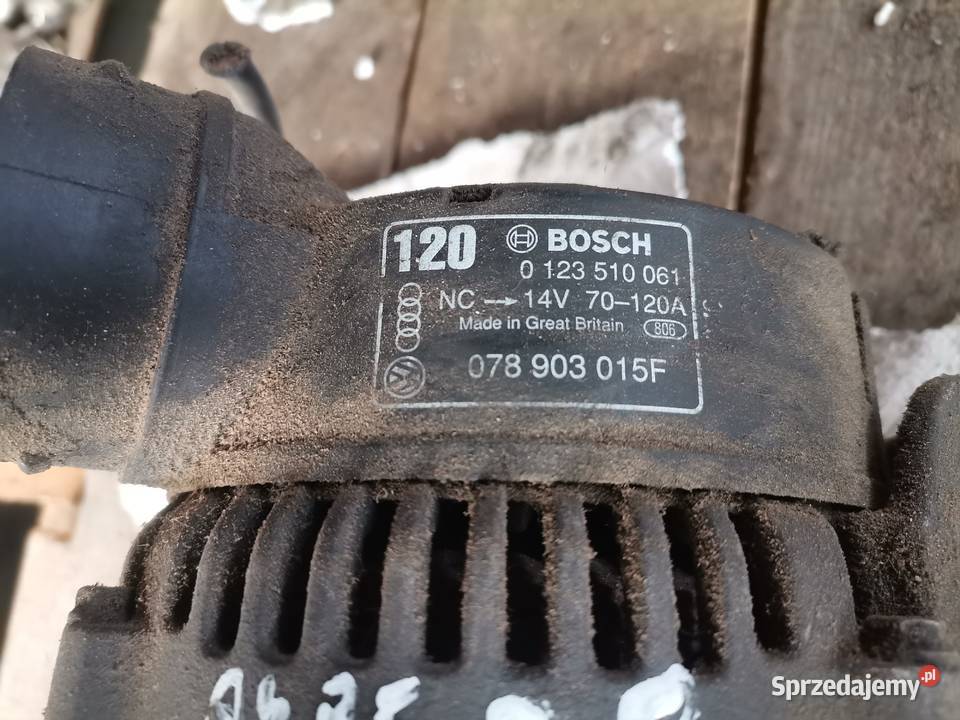 120 BOSCH
0 123 510 061
NC → 14V 70-120A
Made in Great Britain 806
078 903 015F
Sprzedajemy.pl